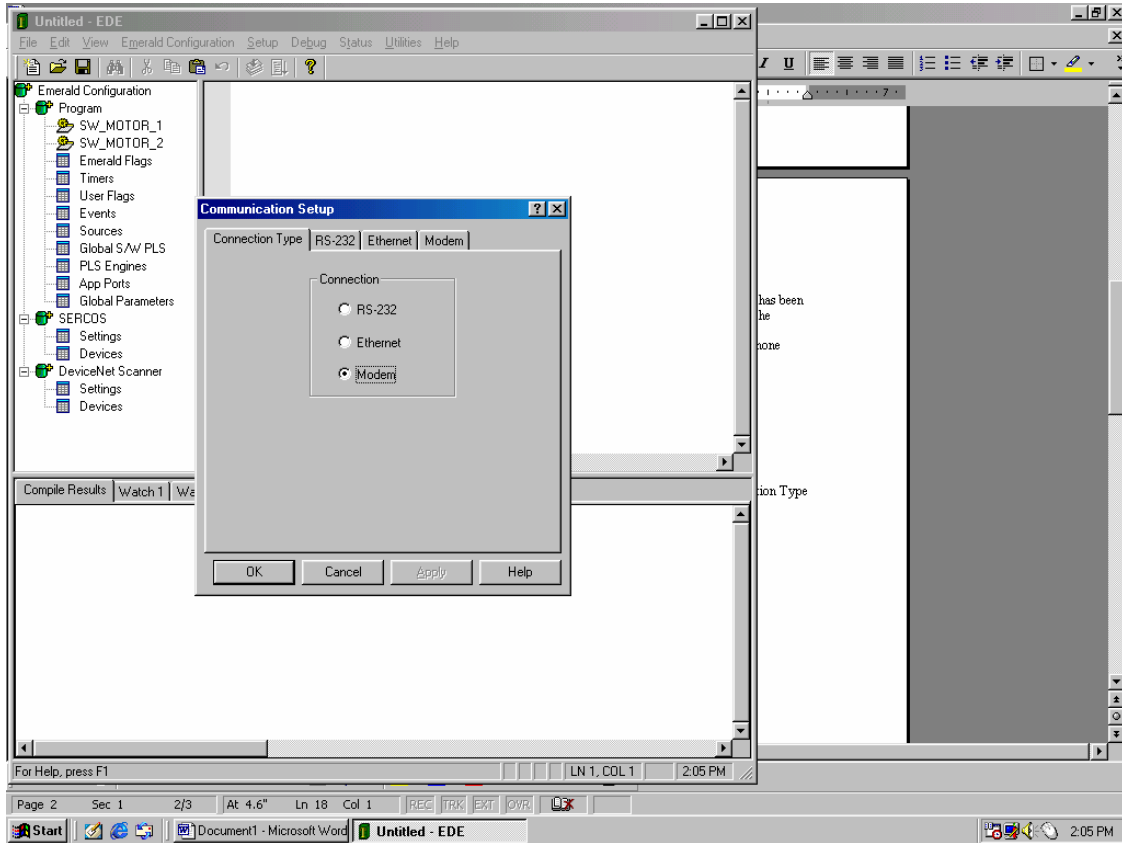 Untitled - EDE
File Edit View Emerald Configuration Setup Debug Status Utilities Help
Emerald Configuration
Program
SW_MOTOR_1
SW_MOTOR_2
Emerald Flags
Timers
User Flags
Events
Sources
Global S/W PLS
PLS Engines
App Ports
Global Parameters
SERCOS
Settings
Devices
DeviceNet Scanner
Settings
Devices
Communication Setup
Connection Type RS-232 Ethernet Modem
Connection
RS-232
Ethernet
Modem
OK Cancel Apply Help
Compile Results Watch 1 Wa
For Help, press F1 LN 1, COL 1 2:05 PM
I U
7
has been
he
none
tion Type
Page 2 Sec 1 2/3 At 4.6" Ln 18 Col 1 REC TRK EXT OVR
Start Document1 - Microsoft Word Untitled - EDE 2:05 PM